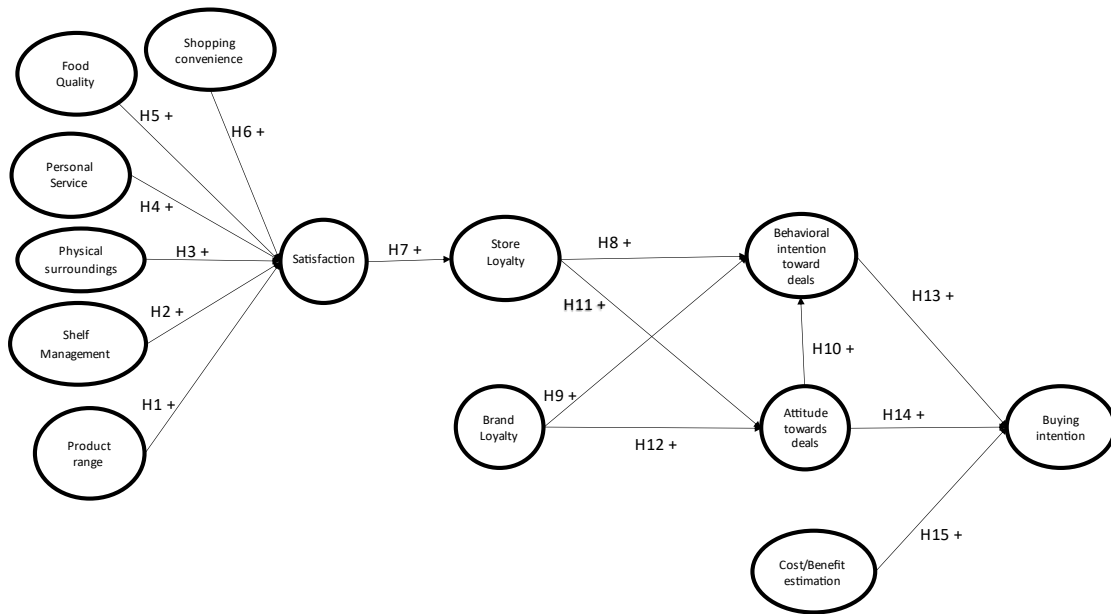 Shopping
convenience
Food
Quality
H5 +
H6 +
Personal
Service
H4 +
Physical
surroundings
H3 +
Satisfaction
H7 +
Store
Loyalty
H8 +
Behavioral
intention
toward
deals
H2 +
H11 +
H13 +
Shelf
Management
H10 +
H1 +
H9 +
Product
range
Brand
Loyalty
H12 +
Attitude
towards
deals
H14 +
Buying
intention
H15 +
Cost/Benefit
estimation